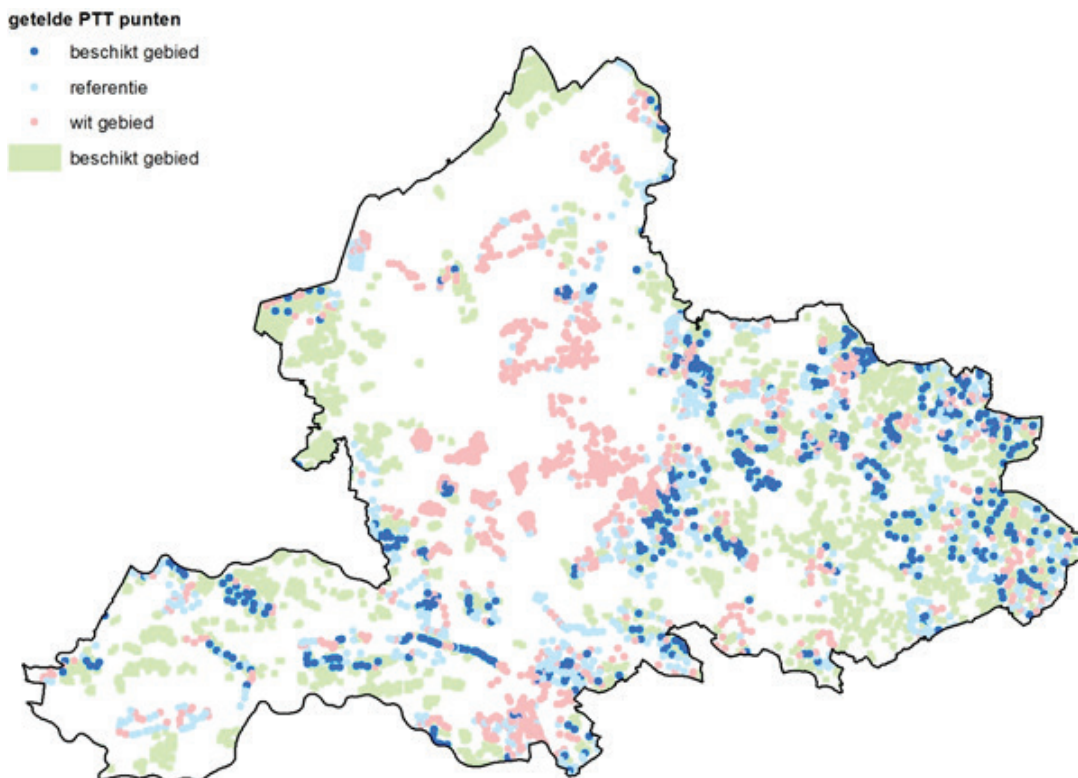 getelde PTT punten
beschikt gebied
referentie
wit gebied
beschikt gebied